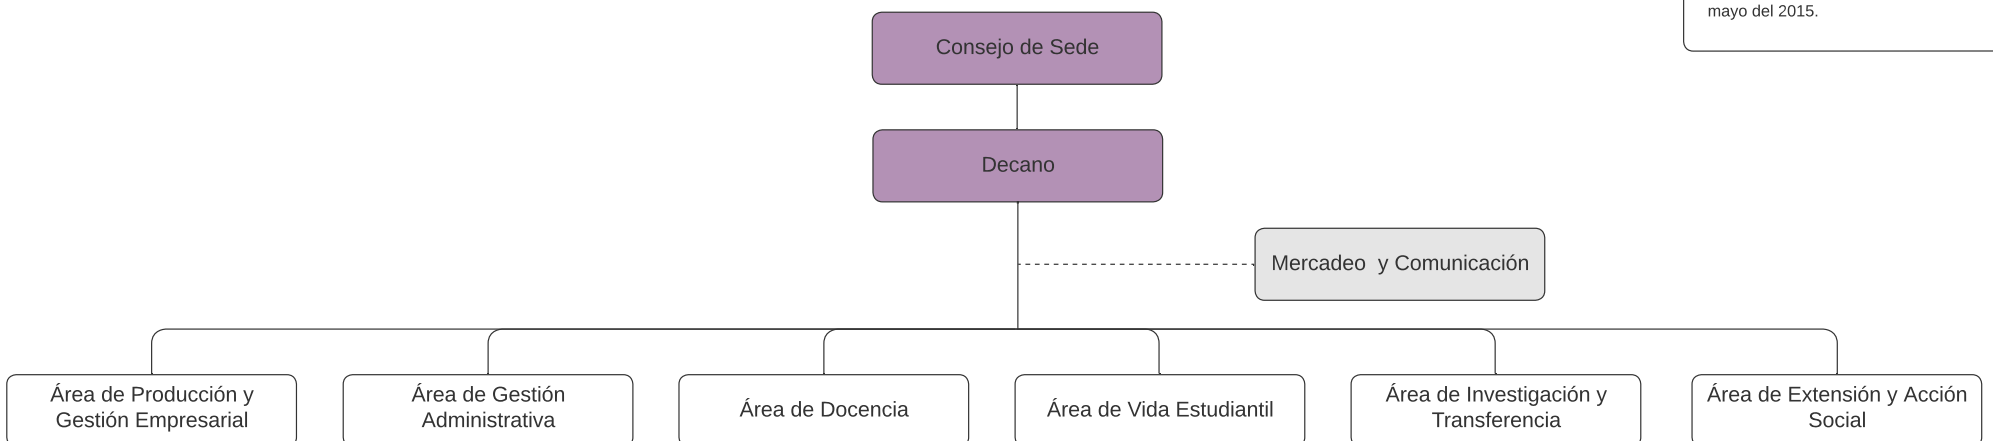 mayo del 2015.
Consejo de Sede
Decano
Mercadeo  y Comunicación
Área de Producción y
Gestión Empresarial
Área de Gestión
Administrativa
Área de Docencia
Área de Vida Estudiantil
Área de Investigación y
Transferencia
Área de Extensión y Acción
Social